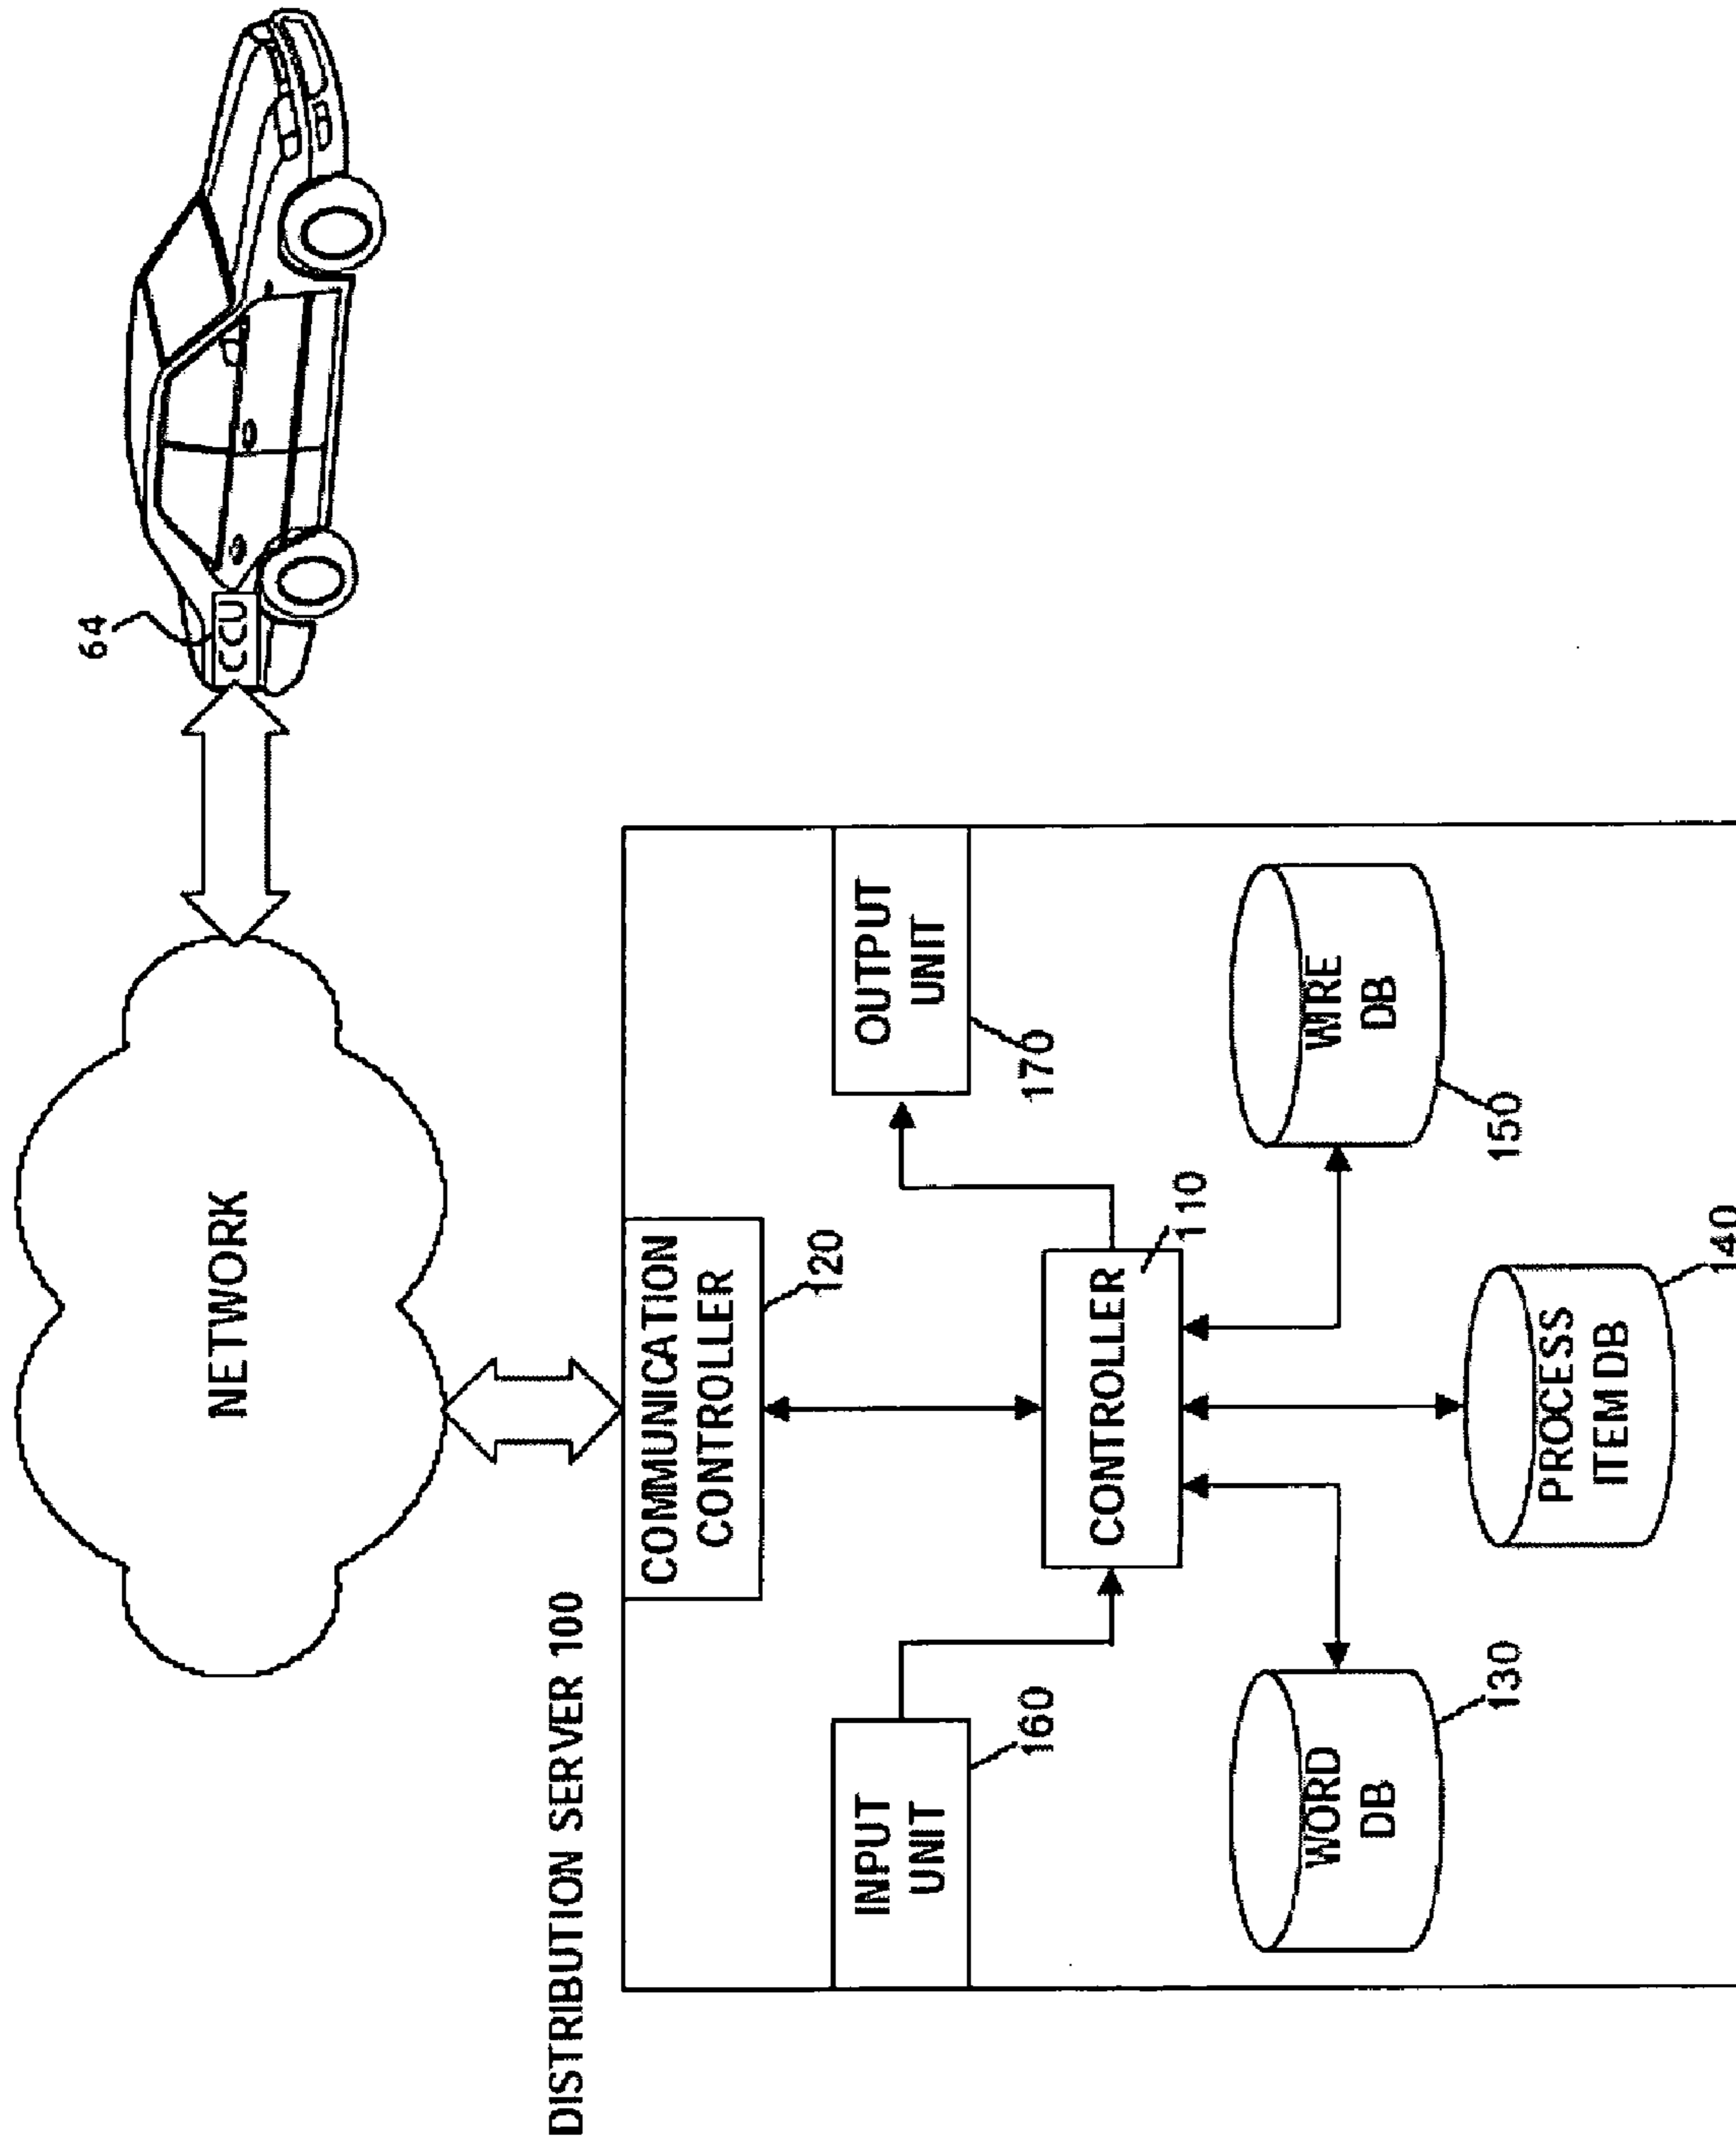 64
CCU
NETWORK
DISTRIBUTION SERVER 100
COMMUNICATION
CONTROLLER
120
INPUT
UNIT
160
OUTPUT
UNIT
170
CONTROLLER
110
WORD
DB
130
PROCESS
ITEM DB
140
WIRE
DB
150